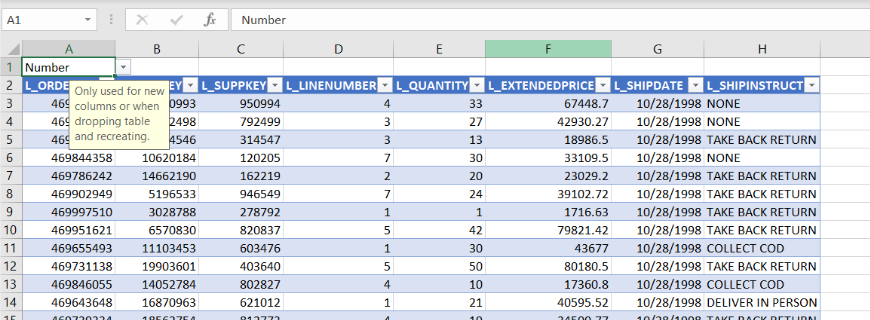 A1 fx Number
A B C D E F G H
1 Number
2 L_ORDE EY L_SUPPKEY L_LINENUMBER L_QUANTITY L_EXTENDEDPRICE L_SHIPDATE L_SHIPINSTRUCT
Only used for new
columns or when
dropping table
and recreating.
3 469 0993 950994 4 33 67448.7 10/28/1998 NONE
4 469 2498 792499 3 27 42930.27 10/28/1998 NONE
5 469 4546 314547 3 13 18986.5 10/28/1998 TAKE BACK RETURN
6 469844358 10620184 120205 7 30 33109.5 10/28/1998 NONE
7 469786242 14662190 162219 2 20 23029.2 10/28/1998 TAKE BACK RETURN
8 469902949 5196533 946549 7 24 39102.72 10/28/1998 TAKE BACK RETURN
9 469997510 3028788 278792 1 1 1716.63 10/28/1998 TAKE BACK RETURN
10 469951621 6570830 820837 5 42 79821.42 10/28/1998 TAKE BACK RETURN
11 469655493 11103453 603476 1 30 43677 10/28/1998 COLLECT COD
12 469731138 19903601 403640 5 50 80180.5 10/28/1998 TAKE BACK RETURN
13 469846055 14052784 802827 4 10 17360.8 10/28/1998 COLLECT COD
14 469643648 16870963 621012 1 21 40595.52 10/28/1998 DELIVER IN PERSON